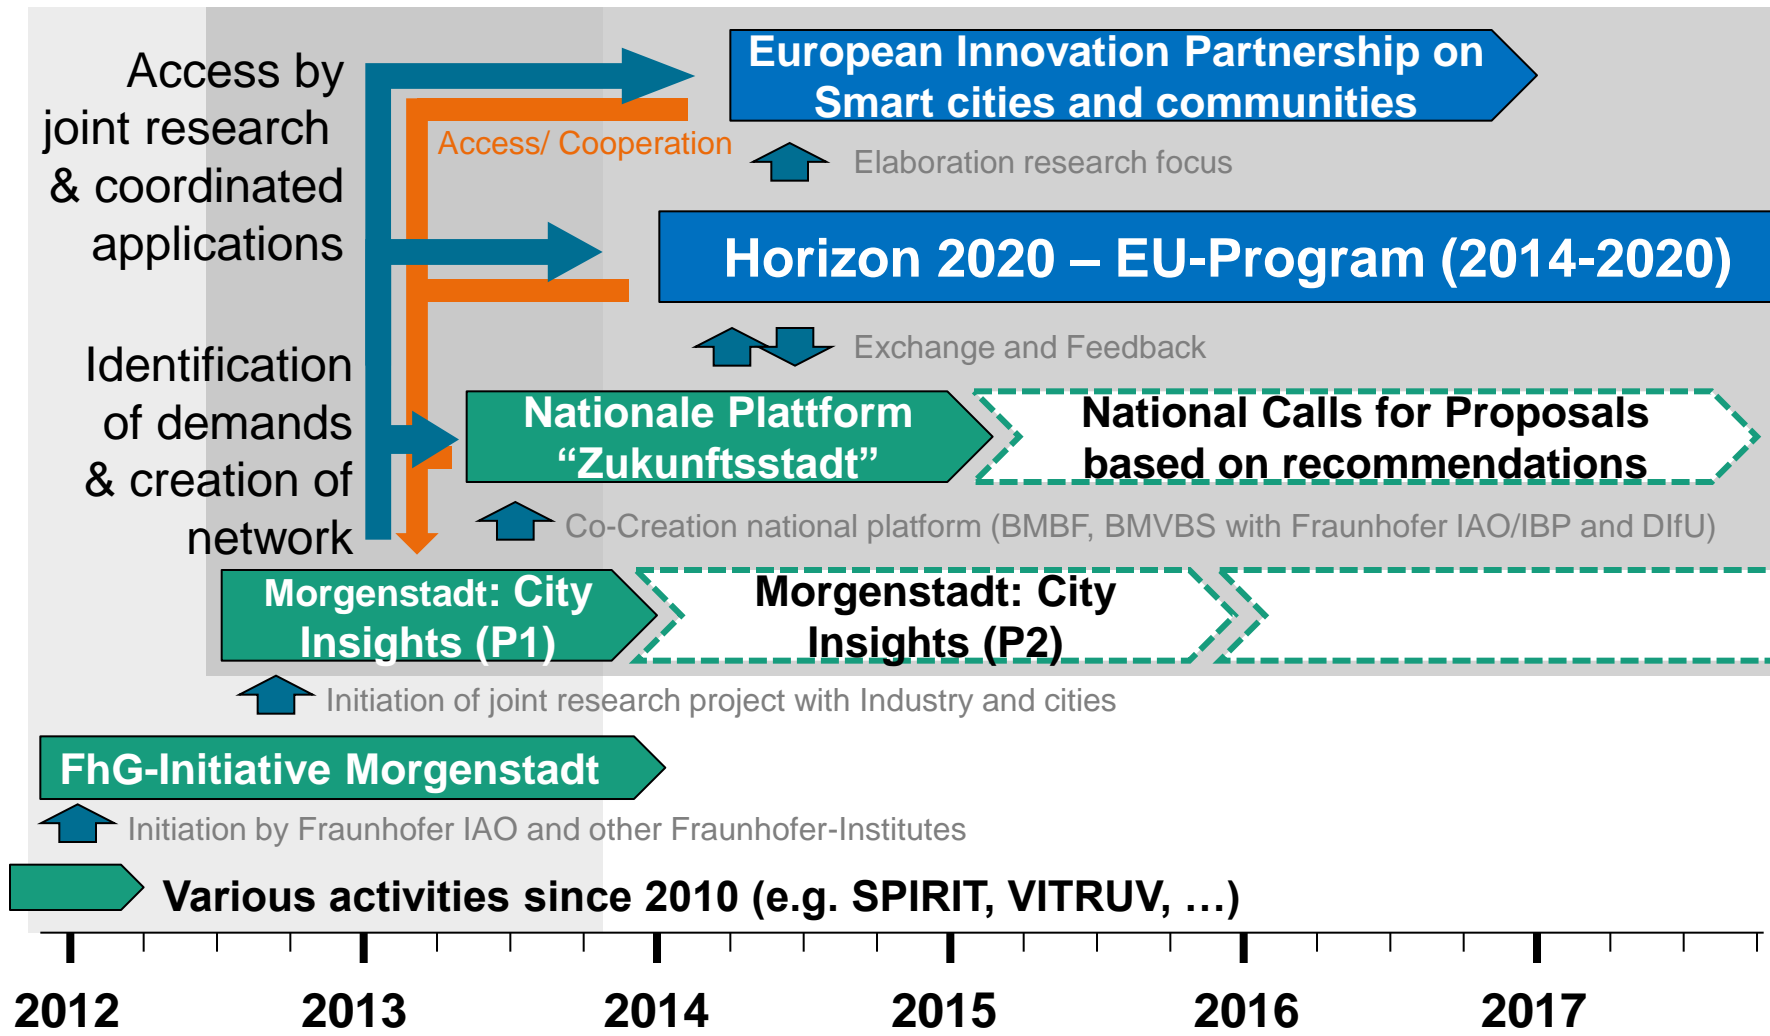 Access by
joint research
& coordinated
applications
European Innovation Partnership on
Smart cities and communities
Access/ Cooperation
Elaboration research focus
Horizon 2020 – EU-Program (2014-2020)
Exchange and Feedback
Identification
of demands
& creation of
network
Nationale Plattform
“Zukunftsstadt”
National Calls for Proposals
based on recommendations
Co-Creation national platform (BMBF, BMVBS with Fraunhofer IAO/IBP and DIfU)
Morgenstadt: City
Insights (P1)
Morgenstadt: City
Insights (P2)
Initiation of joint research project with Industry and cities
FhG-Initiative Morgenstadt
Initiation by Fraunhofer IAO and other Fraunhofer-Institutes
Various activities since 2010 (e.g. SPIRIT, VITRUV, …)
2012 2013 2014 2015 2016 2017